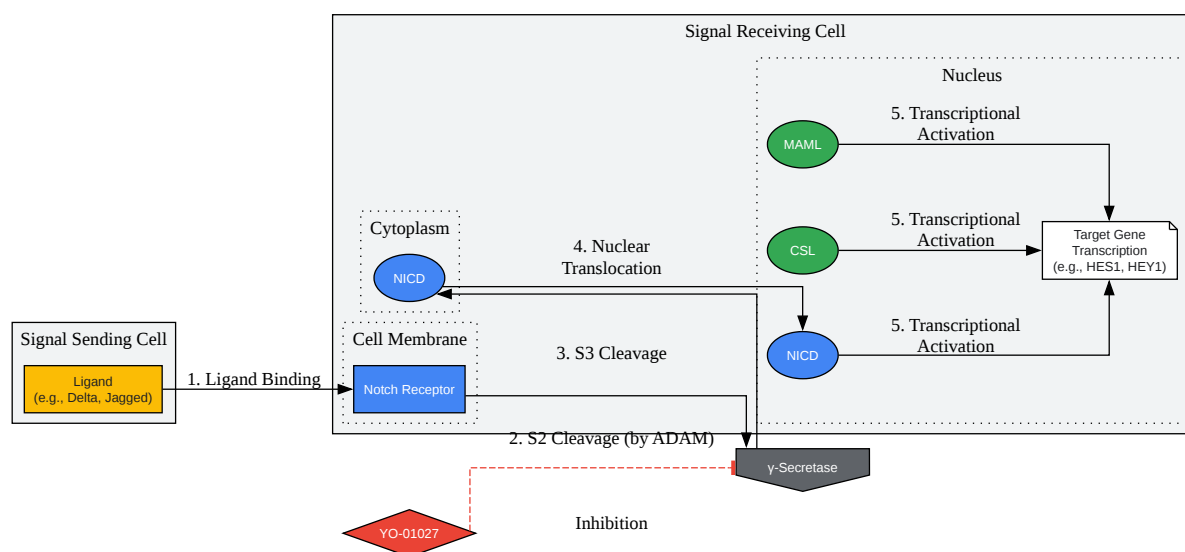 Signal Receiving Cell
Nucleus
5. Transcriptional
Activation
MAML
Cytoplasm
4. Nuclear
Translocation
5. Transcriptional
Activation
Target Gene
Transcription
(e.g., HES1, HEY1)
CSL
NICD
Signal Sending Cell
Cell Membrane
3. S3 Cleavage
5. Transcriptional
Activation
NICD
Ligand
(e.g., Delta, Jagged)
1. Ligand Binding
Notch Receptor
2. S2 Cleavage (by ADAM)
γ-Secretase
YO-01027
Inhibition